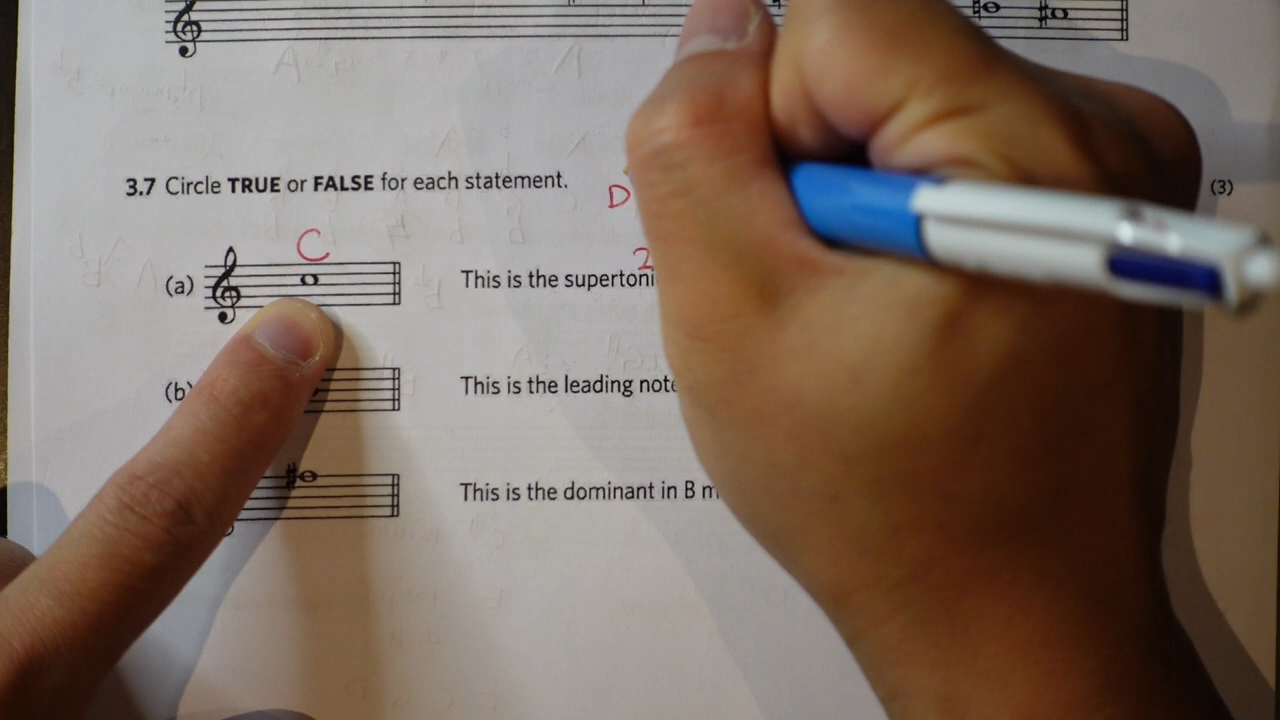 3.7 Circle TRUE or FALSE for each statement.
D
(3)
C
2
(a) This is the supertoni
(b) This is the leading note
This is the dominant in B m